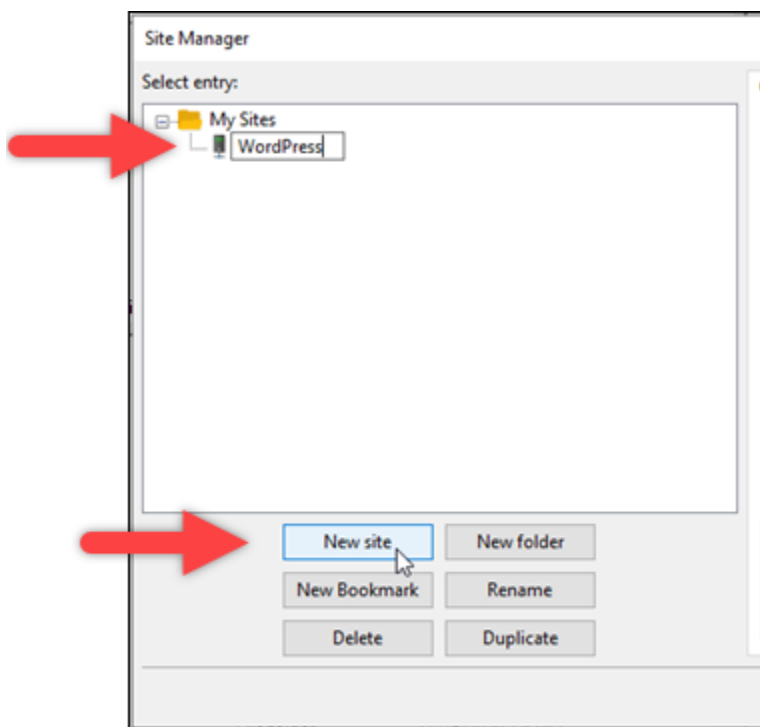 Site Manager
Select entry:
My Sites
WordPress
New site
New folder
New Bookmark
Rename
Delete
Duplicate